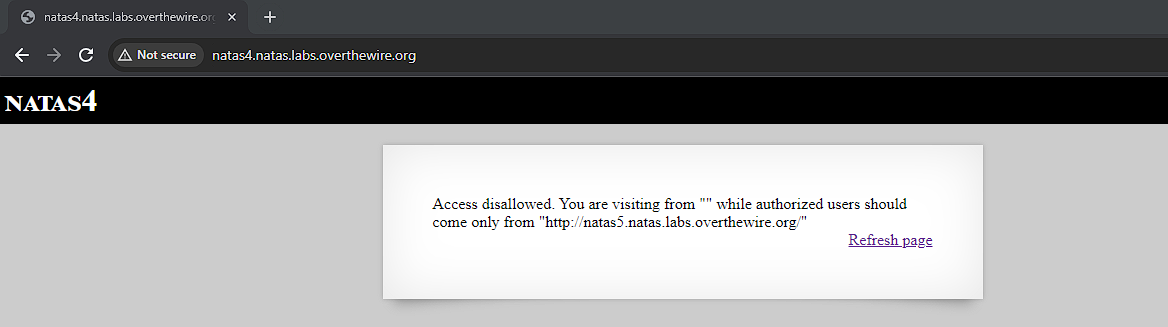 natas4.natas.labs.overthewire.org
Not secure
natas4.natas.labs.overthewire.org
NATAS4
Access disallowed. You are visiting from "" while authorized users should
come only from "http://natas5.natas.labs.overthewire.org/"
Refresh page